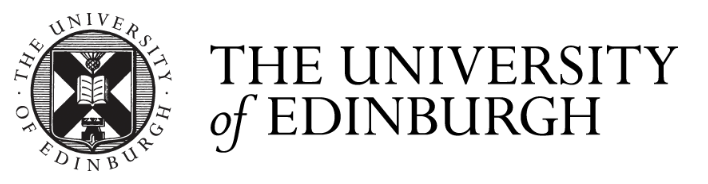 · THE UNIVERSITY ·
OF EDINBURGH
THE UNIVERSITY
of EDINBURGH